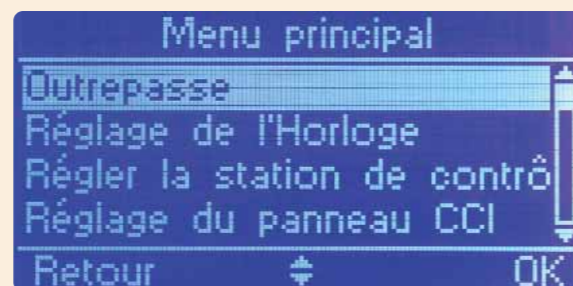 Menu principal
Outrepasse
Réglage de l'Horloge
Régler la station de contrô
Réglage du panneau CCI
Retour OK